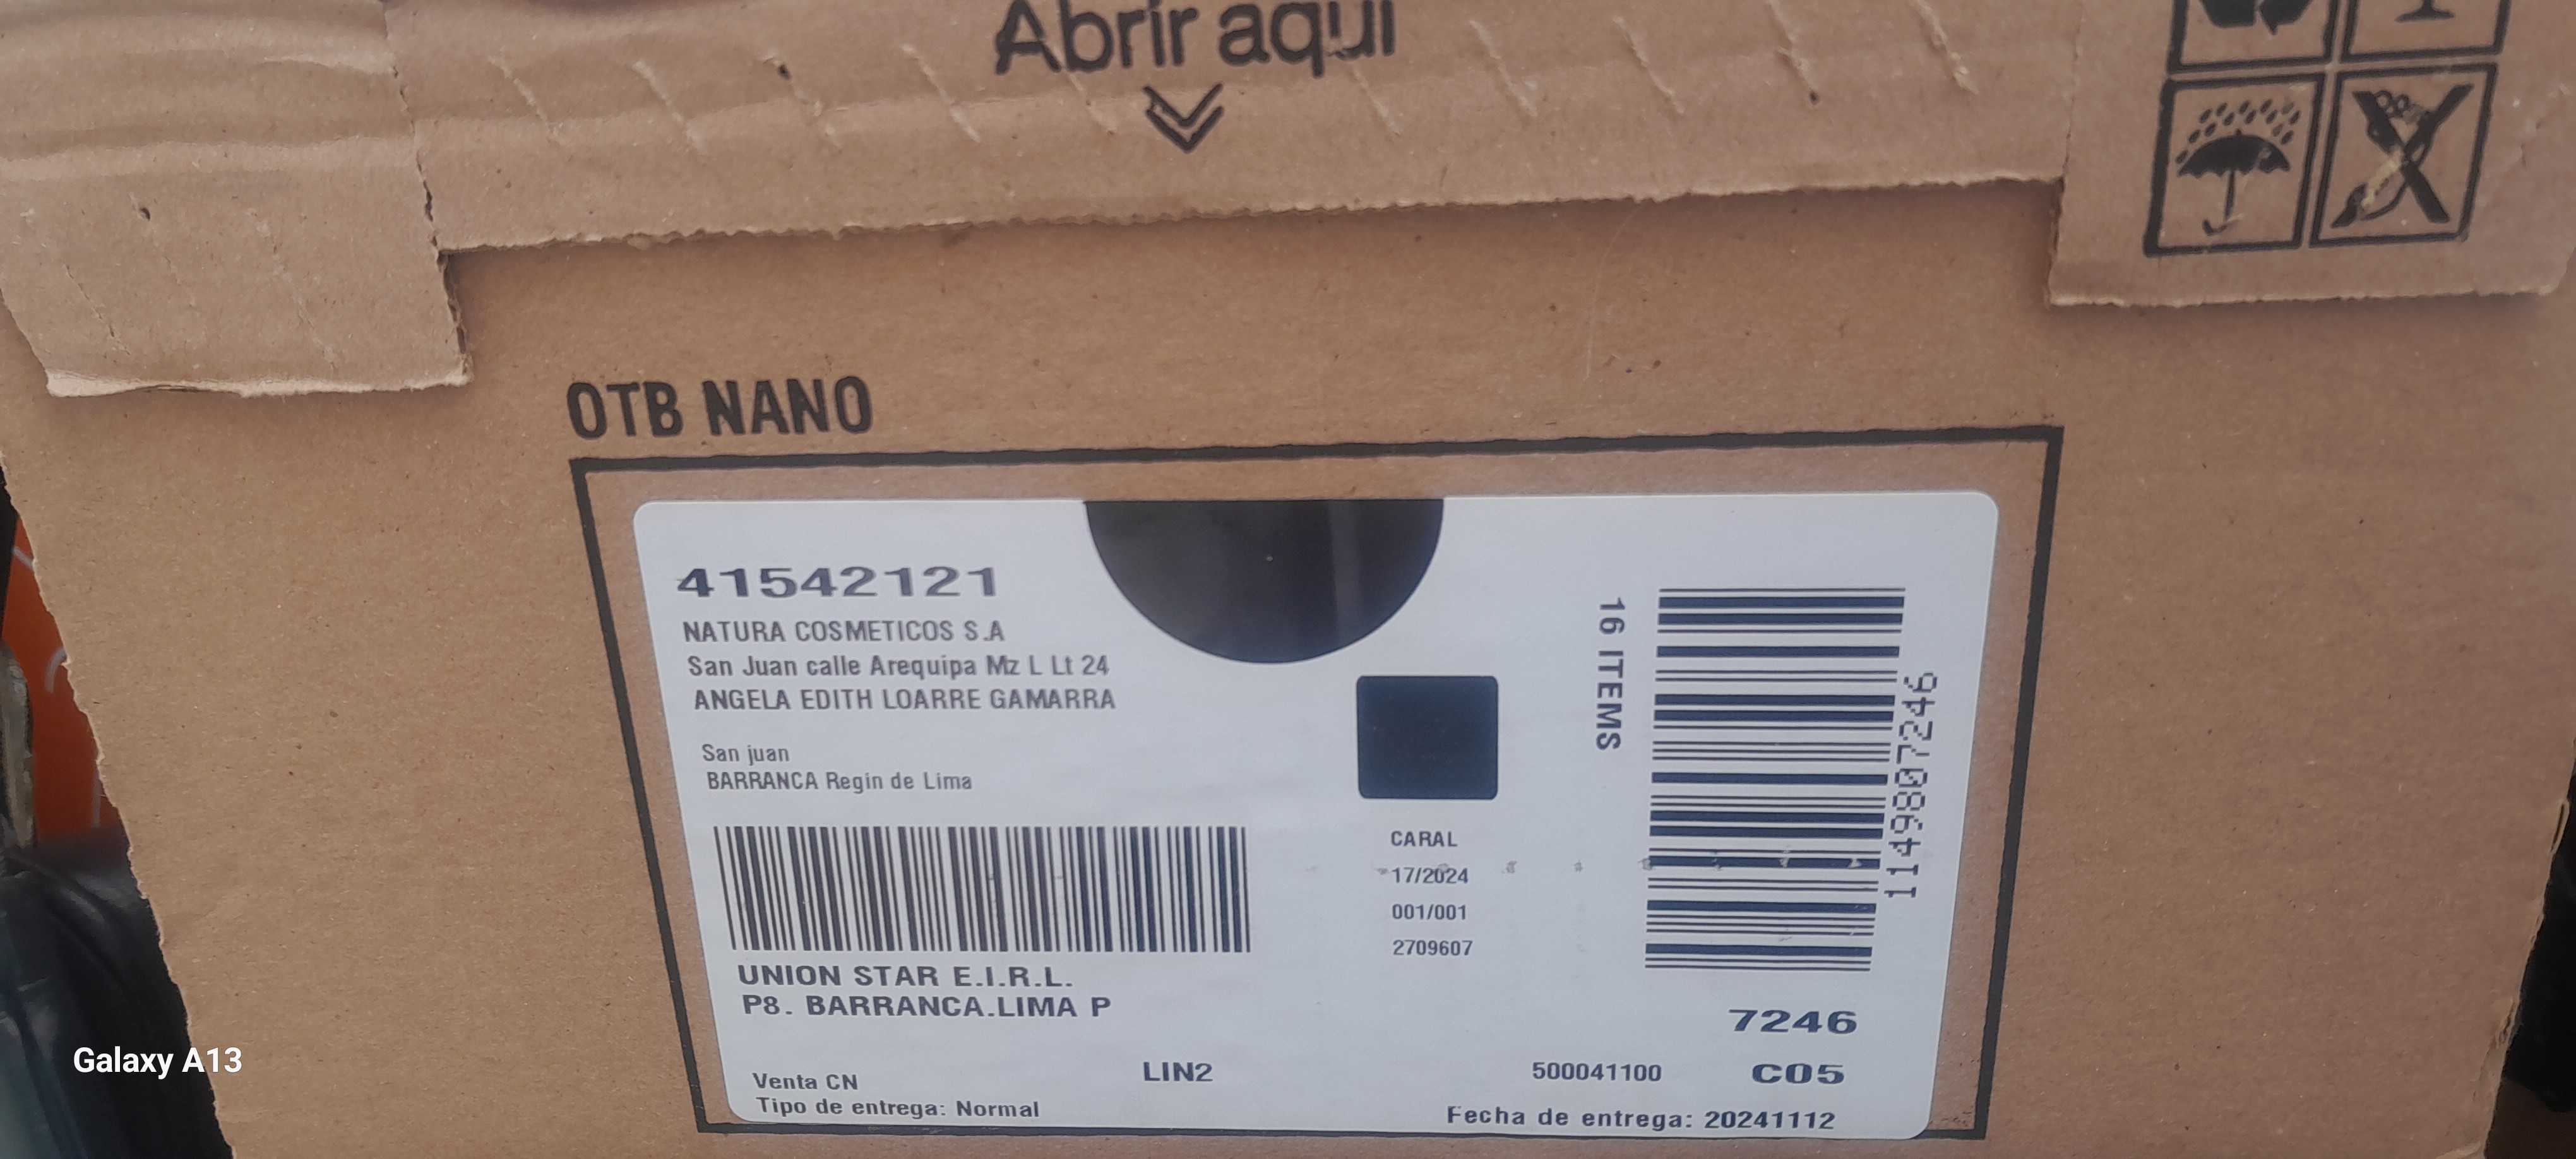 Abrir aquí
OTB NANO
41542121
NATURA COSMETICOS S.A
San Juan calle Arequipa Mz L Lt 24
ANGELA EDITH LOARRE GAMARRA
San juan
BARRANCA Regin de Lima
UNION STAR E.I.R.L.
P8. BARRANCA.LIMA P
Venta CN
Tipo de entrega: Normal
LIN2
CARAL
17/2024
001/001
2709607
16 ITEMS
1149807246
7246
500041100 C05
Fecha de entrega: 20241112
Galaxy A13